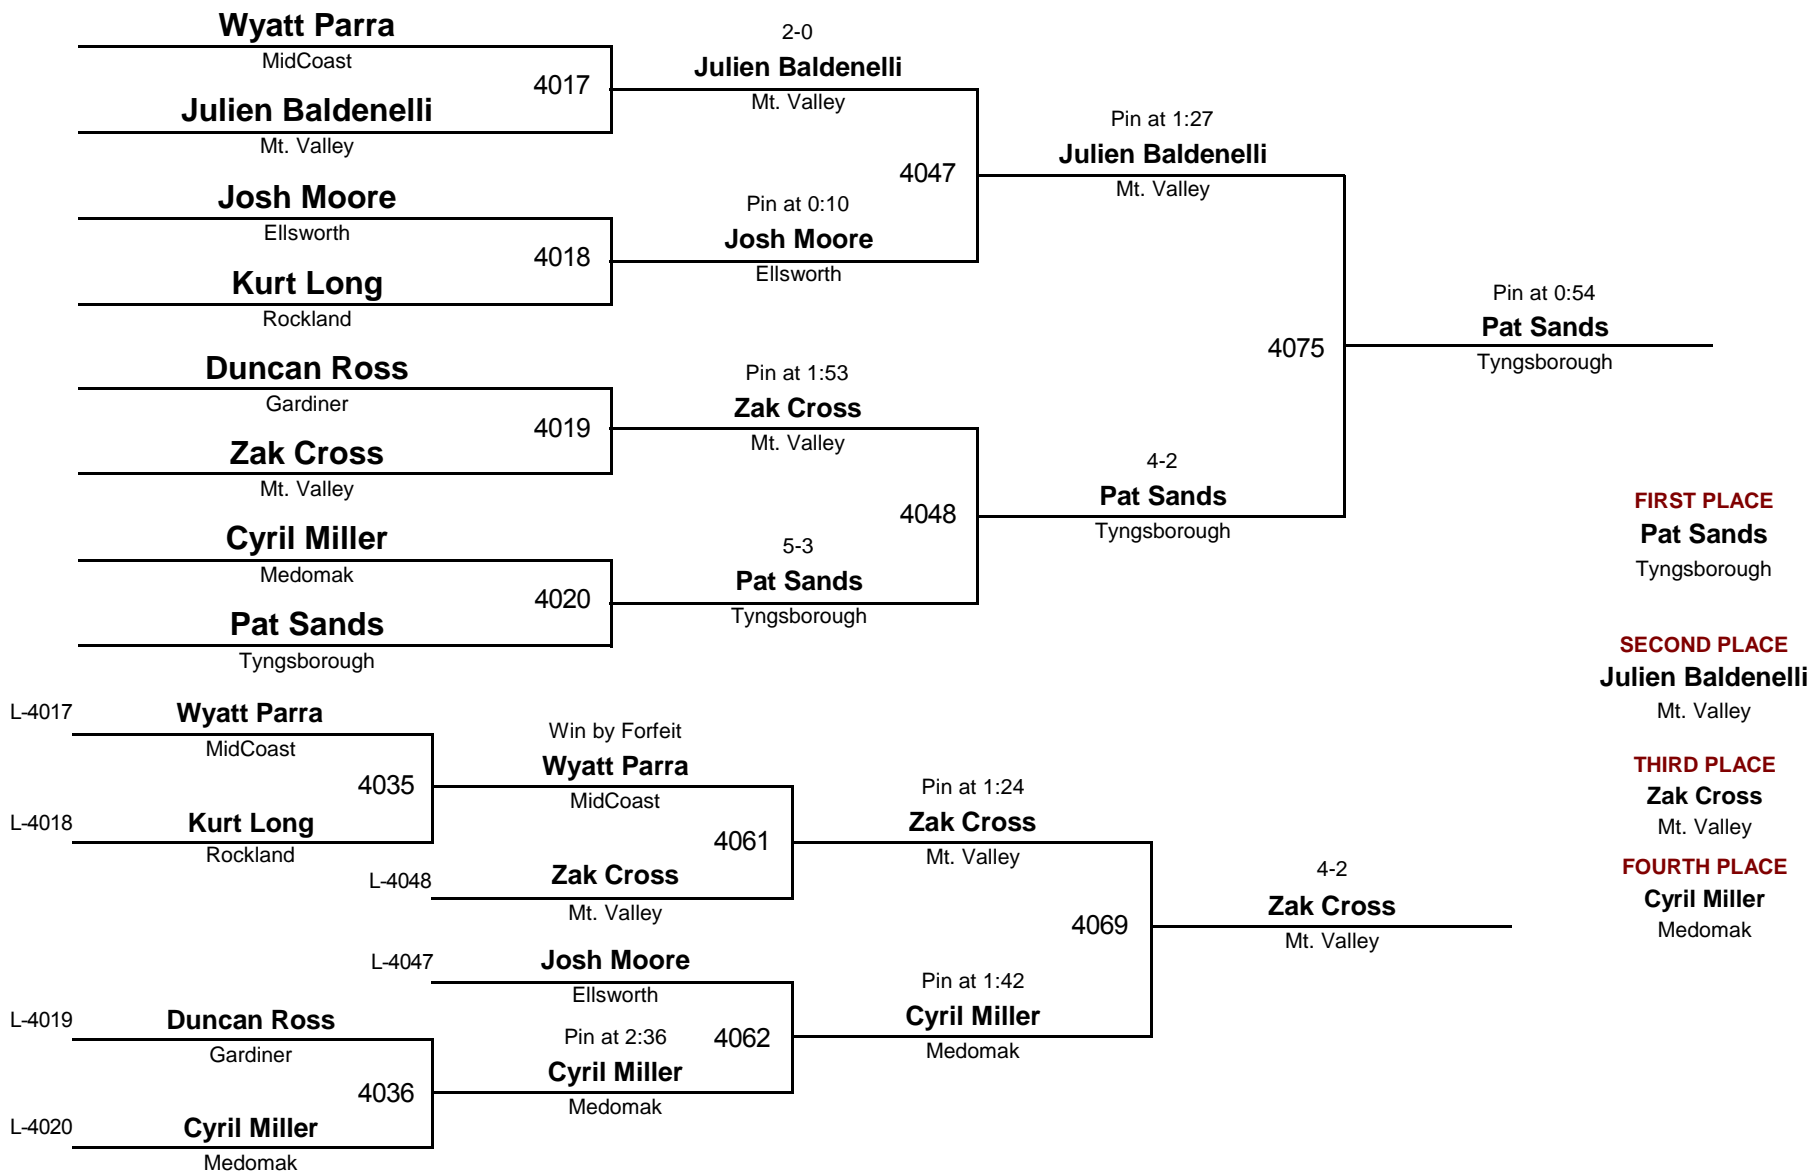 Wyatt Parra
MidCoast
4017
Julien Baldenelli
Mt. Valley
Josh Moore
Ellsworth
4018
Kurt Long
Rockland
Duncan Ross
Gardiner
4019
Zak Cross
Mt. Valley
Cyril Miller
Medomak
4020
Pat Sands
Tyngsborough
2-0
Julien Baldenelli
Mt. Valley
4047
Pin at 0:10
Josh Moore
Ellsworth
Pin at 1:53
Zak Cross
Mt. Valley
4048
5-3
Pat Sands
Tyngsborough
Pin at 1:27
Julien Baldenelli
Mt. Valley
4075
4-2
Pat Sands
Tyngsborough
Pin at 0:54
Pat Sands
Tyngsborough
FIRST PLACE
Pat Sands
Tyngsborough
SECOND PLACE
Julien Baldenelli
Mt. Valley
THIRD PLACE
Zak Cross
Mt. Valley
FOURTH PLACE
Cyril Miller
Medomak
L-4017
Wyatt Parra
MidCoast
4035
L-4018
Kurt Long
Rockland
Win by Forfeit
Wyatt Parra
MidCoast
4061
L-4048
Zak Cross
Mt. Valley
L-4047
Josh Moore
Ellsworth
4062
L-4019
Duncan Ross
Gardiner
4036
L-4020
Cyril Miller
Medomak
Pin at 2:36
Cyril Miller
Medomak
Pin at 1:24
Zak Cross
Mt. Valley
4069
Pin at 1:42
Cyril Miller
Medomak
4-2
Zak Cross
Mt. Valley